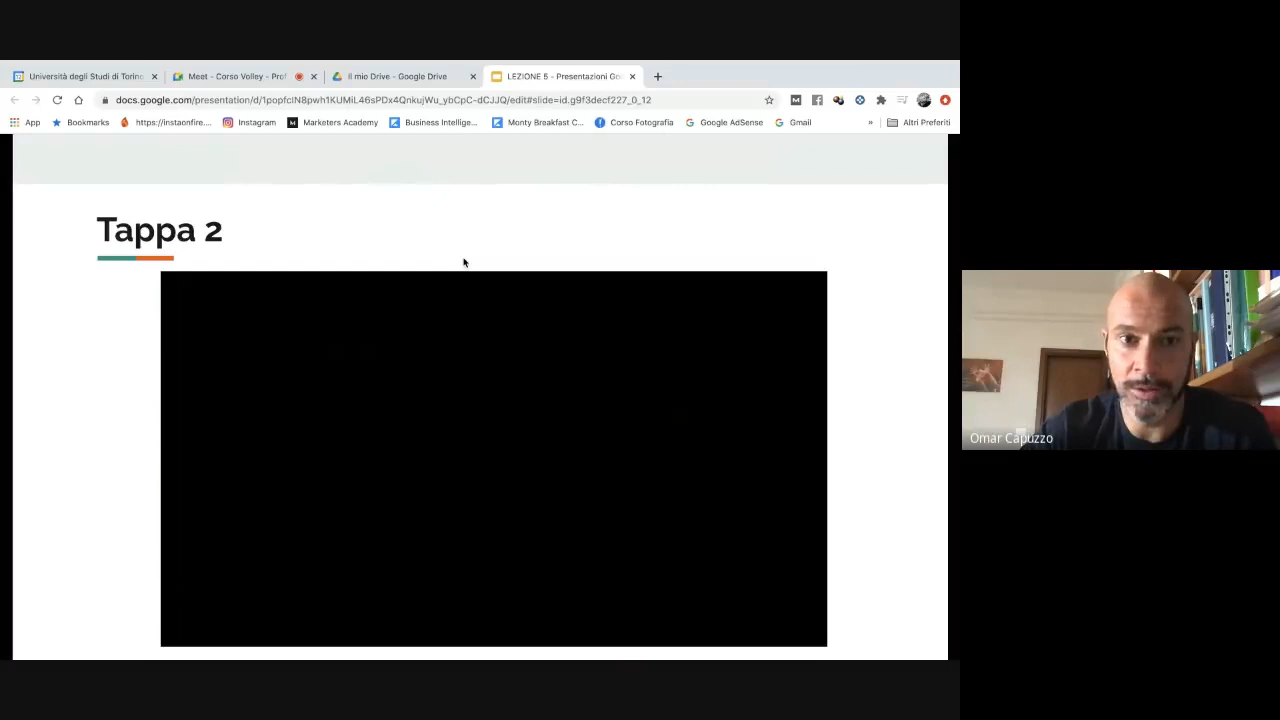 Università degli Studi di Torino
Meet - Corso Volley - Prof
Il mio Drive - Google Drive
LEZIONE 5 - Presentazioni Goo
docs.google.com/presentation/d/1popfcIN8pwh1KUMiL46sPDx4QnkujWu_ybCpC-dCJJQ/edit#slide=id.g9f3decf227_0_12
App
Bookmarks
https://instaonfire....
Instagram
Marketers Academy
Business Intellige...
Monty Breakfast C...
Corso Fotografia
Google AdSense
Gmail
»
Altri Preferiti
Tappa 2
Omar Capuzzo